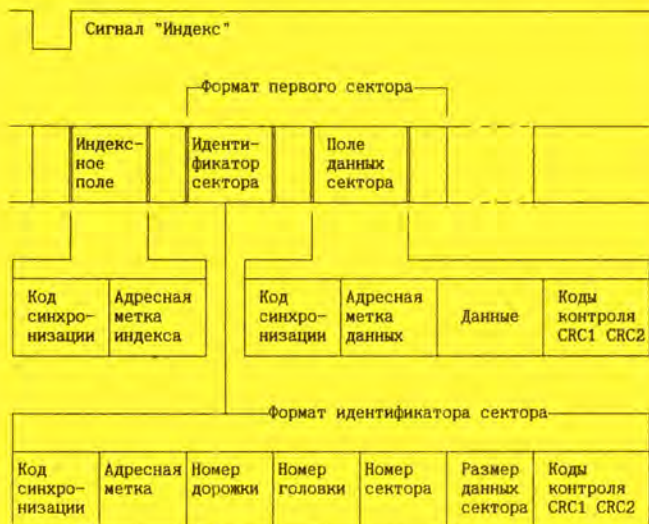 Сигнал "Индекс"
Формат первого сектора
Индекс-
ное
поле
Иденти-
фикатор
сектора
Поле
данных
сектора
Код
синхро-
низации
Адресная
метка
индекса
Код
синхро-
низации
Адресная
метка
данных
Данные
Коды
контроля
CRC1 CRC2
Формат идентификатора сектора
Код
синхро-
низации
Адресная
метка
Номер
дорожки
Номер
головки
Номер
сектора
Размер
данных
сектора
Коды
контроля
CRC1 CRC2